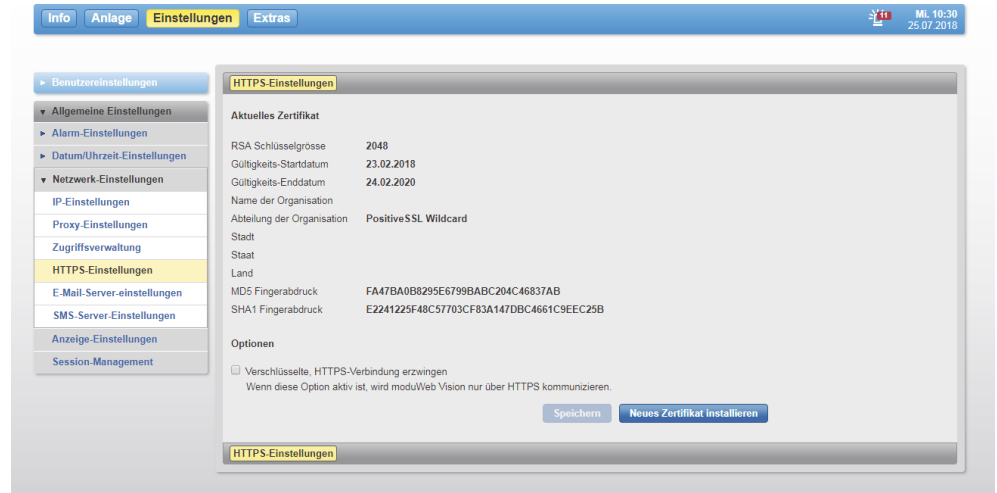 Info Anlage Einstellungen Extras
11
Mi. 10:30
25.07.2018
Benutzereinstellungen
Allgemeine Einstellungen
Alarm-Einstellungen
Datum/Uhrzeit-Einstellungen
Netzwerk-Einstellungen
IP-Einstellungen
Proxy-Einstellungen
Zugriffsverwaltung
HTTPS-Einstellungen
E-Mail-Server-einstellungen
SMS-Server-Einstellungen
Anzeige-Einstellungen
Session-Management
HTTPS-Einstellungen
Aktuelles Zertifikat
RSA Schlüsselgrösse 2048
Gültigkeits-Startdatum 23.02.2018
Gültigkeits-Enddatum 24.02.2020
Name der Organisation
Abteilung der Organisation PositiveSSL Wildcard
Stadt
Staat
Land
MD5 Fingerabdruck FA47BA0B8295E6799BABC204C46837AB
SHA1 Fingerabdruck E2241225F48C57703CF83A147DBC4661C9EEC25B
Optionen
Verschlüsselte, HTTPS-Verbindung erzwingen
Wenn diese Option aktiv ist, wird moduWeb Vision nur über HTTPS kommunizieren.
Speichern Neues Zertifikat installieren
HTTPS-Einstellungen